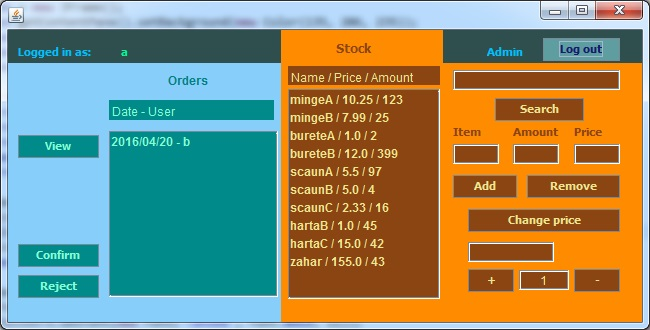 Logged in as: a
Stock
Admin
Log out
Orders
Date - User
View
2016/04/20 - b
Confirm
Reject
Name / Price / Amount
mingeA / 10.25 / 123
mingeB / 7.99 / 25
bureteA / 1.0 / 2
bureteB / 12.0 / 399
scaunA / 5.5 / 97
scaunB / 5.0 / 4
scaunC / 2.33 / 16
hartaB / 1.0 / 45
hartaC / 15.0 / 42
zahar / 155.0 / 43
Search
Item Amount Price
Add Remove
Change price
+ 1 -